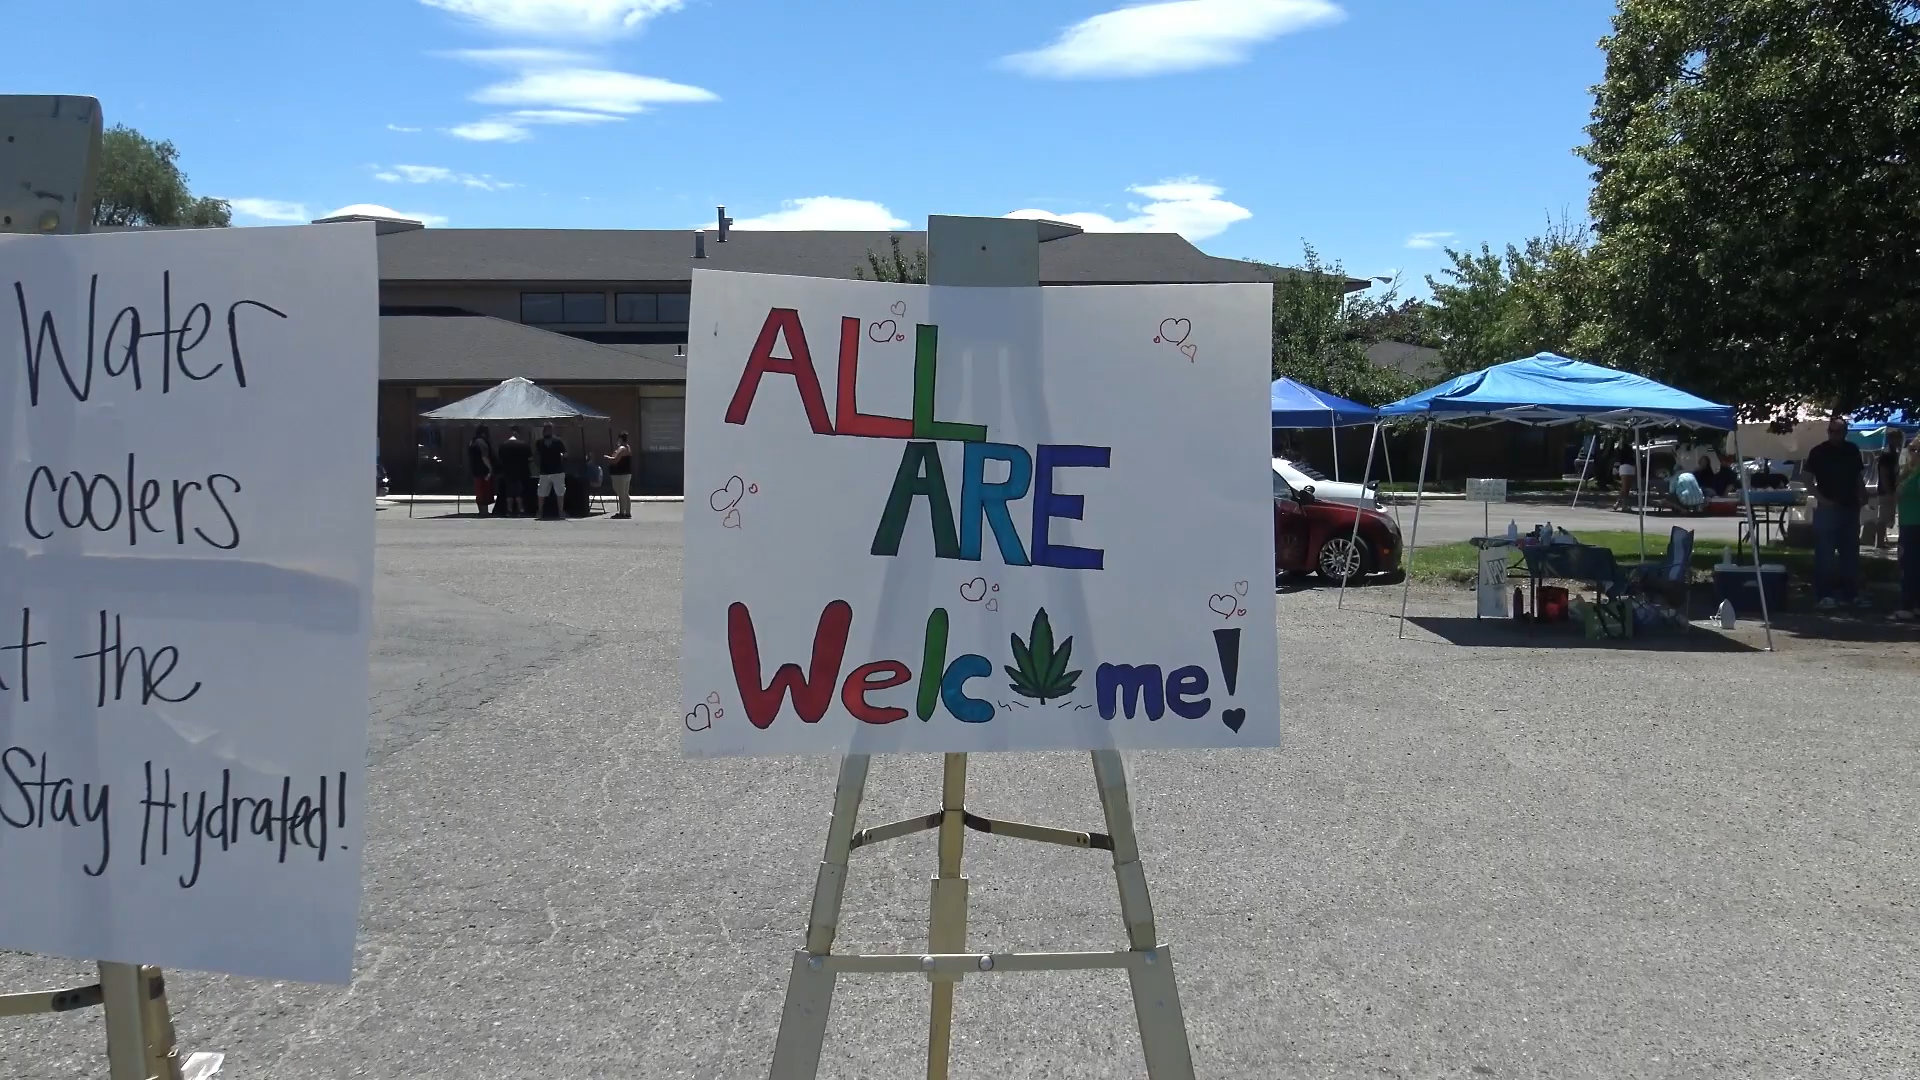 Water
coolers
t the
Stay Hydrated!
ALL
ARE
Welc me!